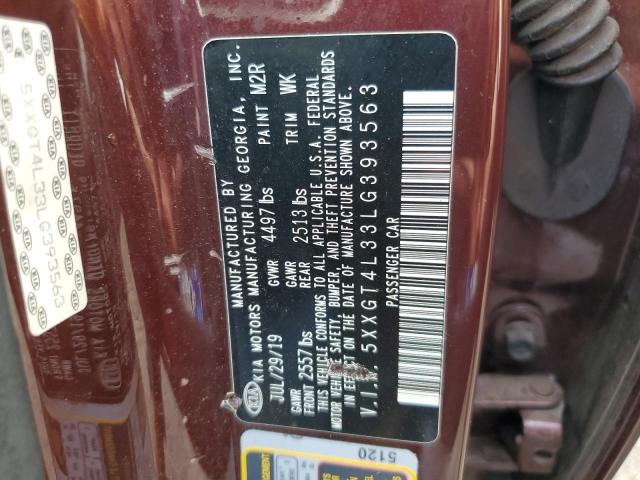 MANUFACTURED BY
KIA MOTORS MANUFACTURING GEORGIA, INC.
JUL/29/19 GVWR 4497 lbs PAINT M2R
GAWR FRONT 2557 lbs GAWR REAR 2513 lbs TRIM WK
THIS VEHICLE CONFORMS TO ALL APPLICABLE U.S.A. FEDERAL
MOTOR VEHICLE SAFETY, BUMPER, AND THEFT PREVENTION STANDARDS
IN EFFECT ON THE DATE OF MANUFACTURE SHOWN ABOVE.
V I N: 5XXGT4L33LG393563
PASSENGER CAR
KIA
5XXGT4L33LG393563
5120